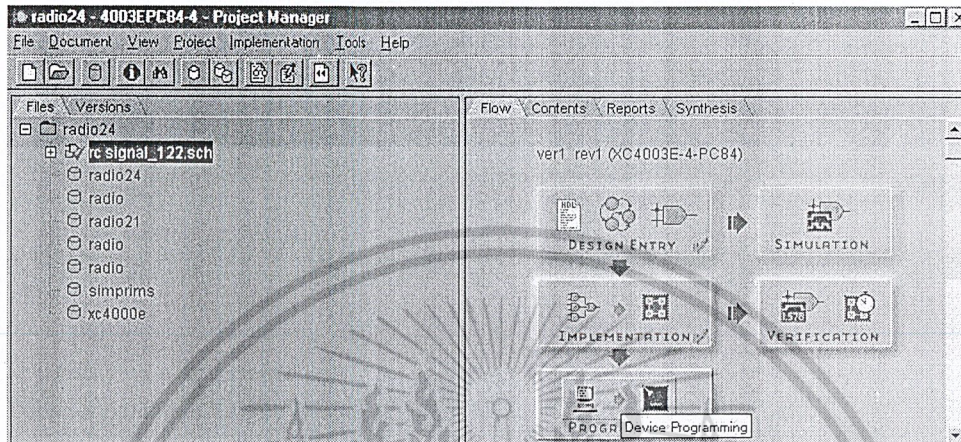 radio24 - 4003EPC84-4 - Project Manager
File Document View Project Implementation Tools Help
Files Versions
radio24
rc signal_122.sch
radio24
radio
radio21
radio
radio
simprims
xc4000e
Flow Contents Reports Synthesis
ver1 rev1 (XC4003E-4-PC84)
HDL
DESIGN ENTRY
SIMULATION
IMPLEMENTATION
VERIFICATION
PROGR
Device Programming